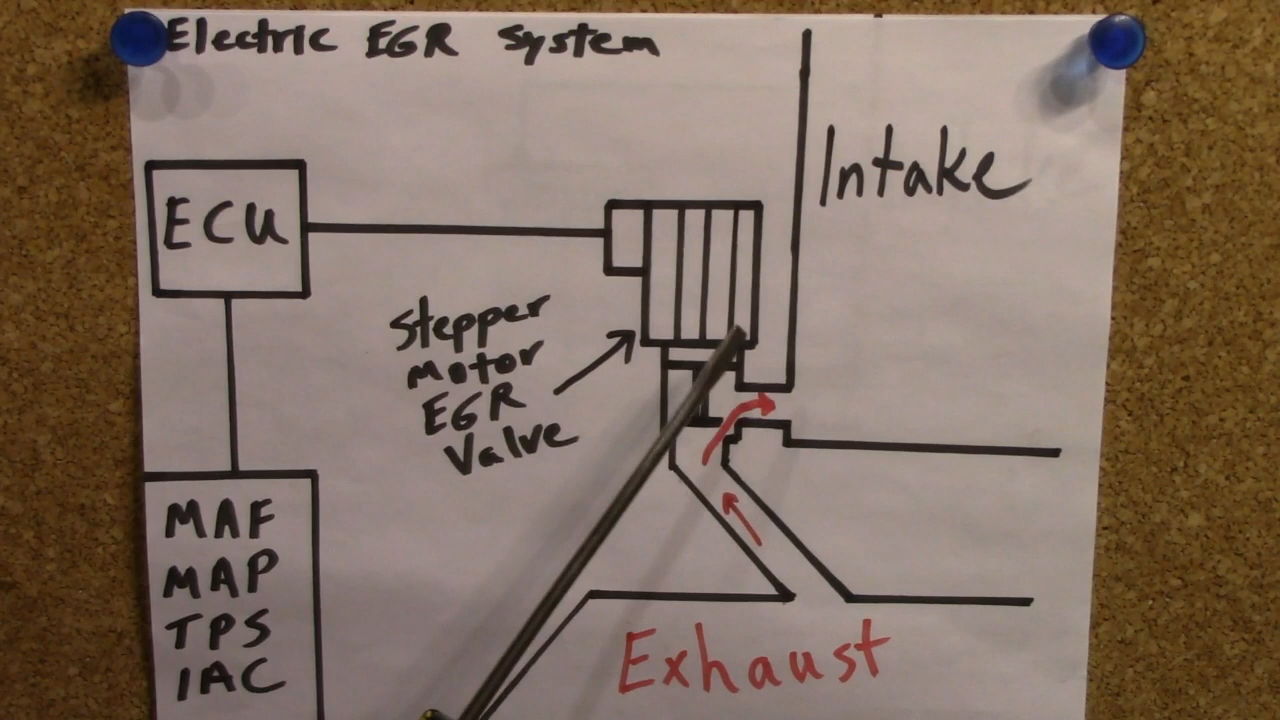 Electric EGR System
Intake
ECU
Stepper
Motor
EGR
Valve
MAF
MAP
TPS
IAC
Exhaust